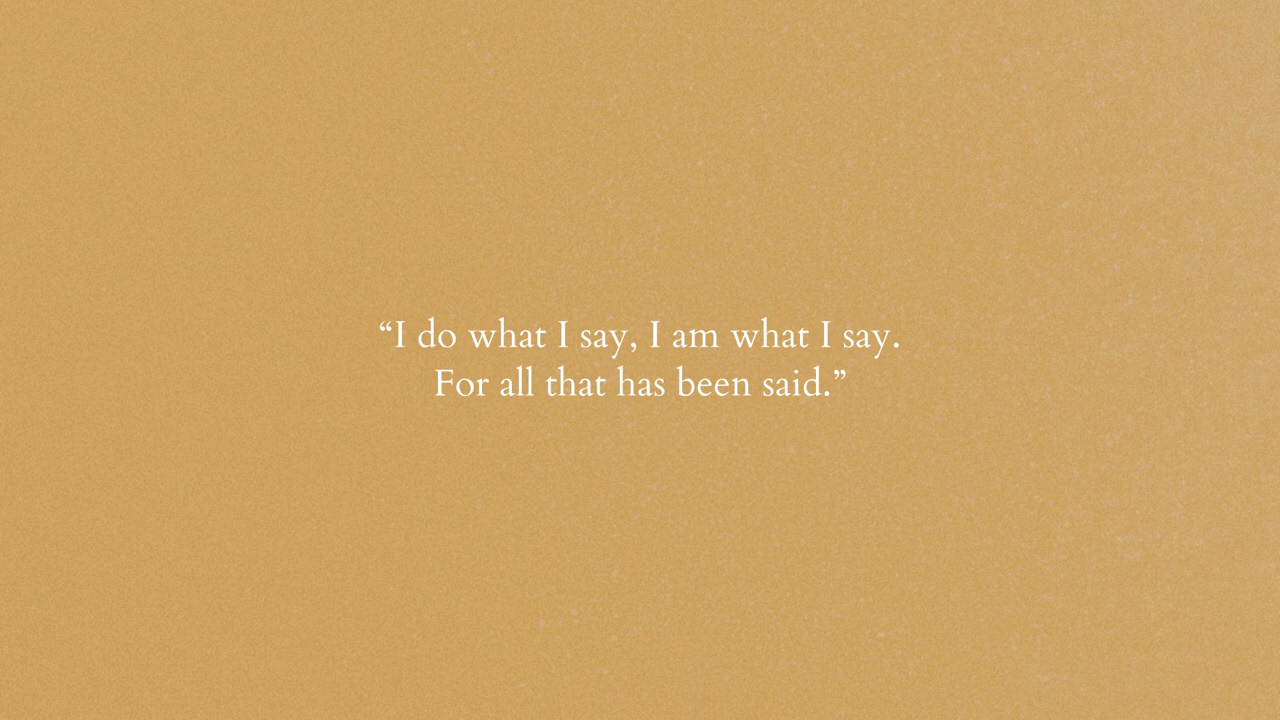 “I do what I say, I am what I say.
For all that has been said.”